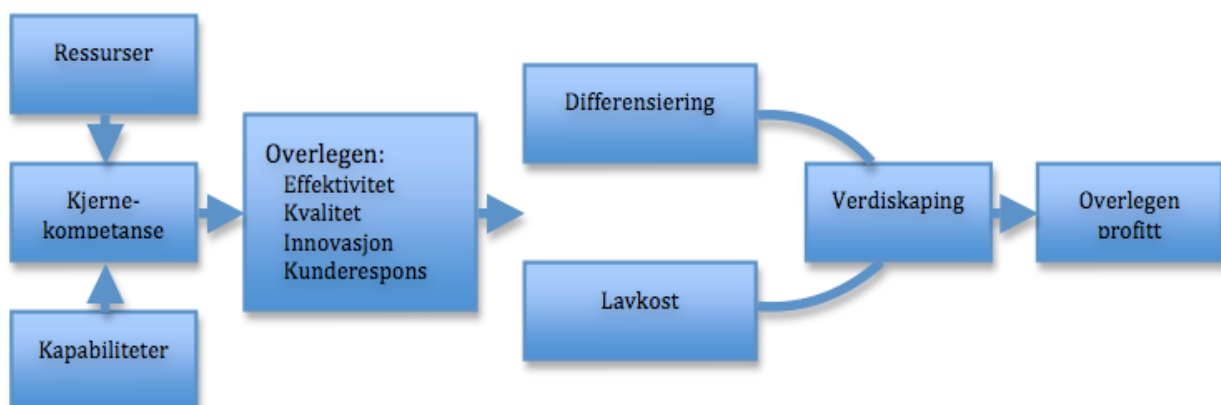 Ressurser
Kjerne-
kompetanse
Kapabiliteter
Overlegen:
Effektivitet
Kvalitet
Innovasjon
Kunderespons
Differensiering
Lavkost
Verdiskaping
Overlegen
profitt